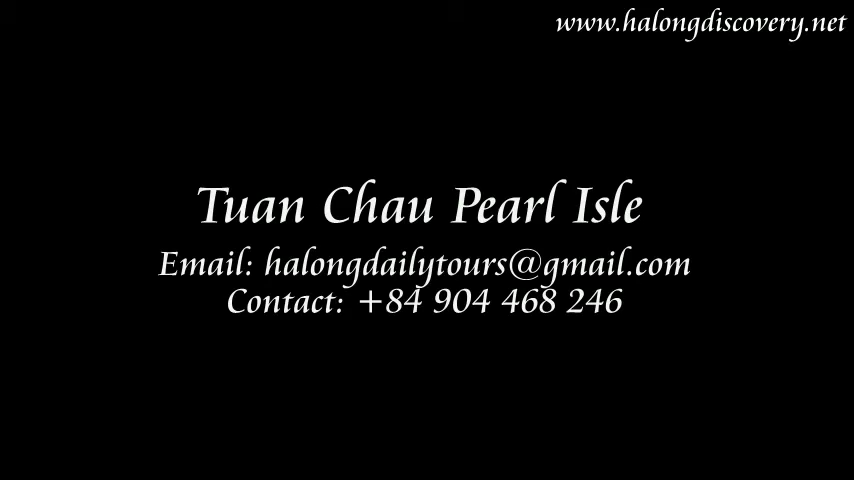 www.halongdiscovery.net
Tuan Chau Pearl Isle
Email: halongdailytours@gmail.com
Contact: +84 904 468 246